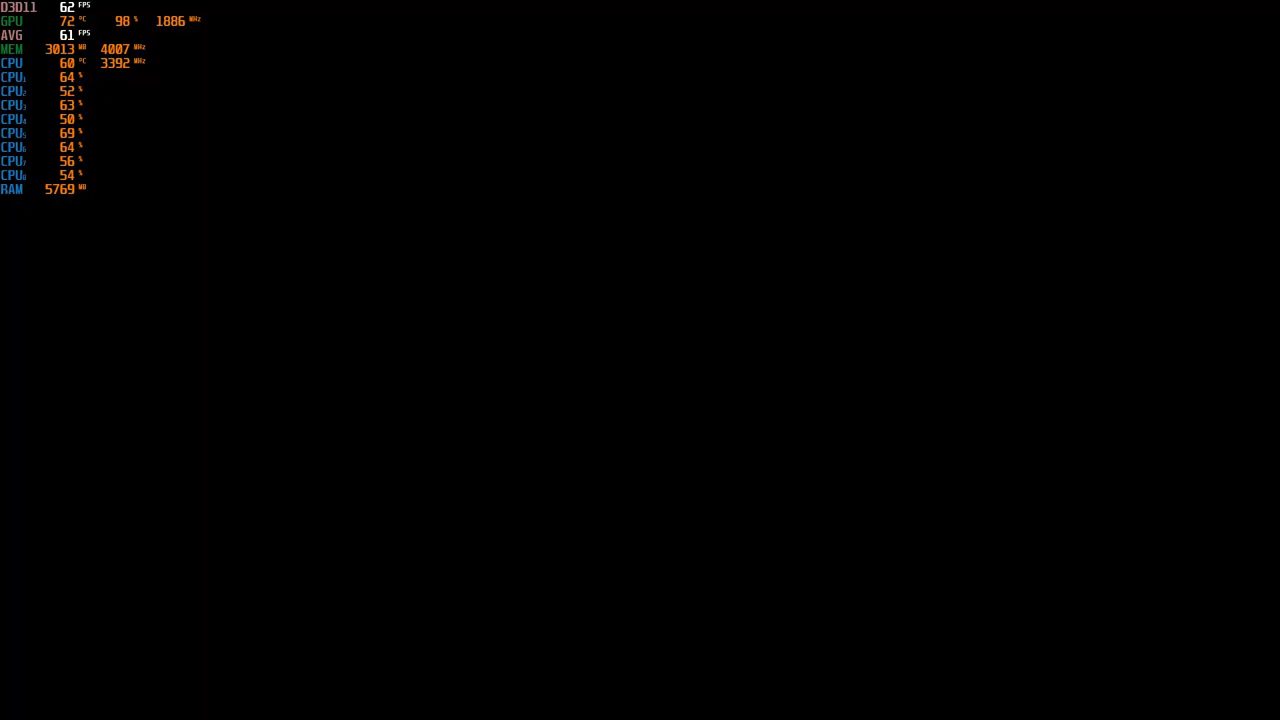 D3D11 62 FPS
GPU 72 °C 98 % 1886 MHz
AVG 61 FPS
MEM 3013 MB 4007 MHz
CPU 60 °C 3392 MHz
CPU1 64 %
CPU2 52 %
CPU3 63 %
CPU4 50 %
CPU5 69 %
CPU6 64 %
CPU7 56 %
CPU8 54 %
RAM 5769 MB